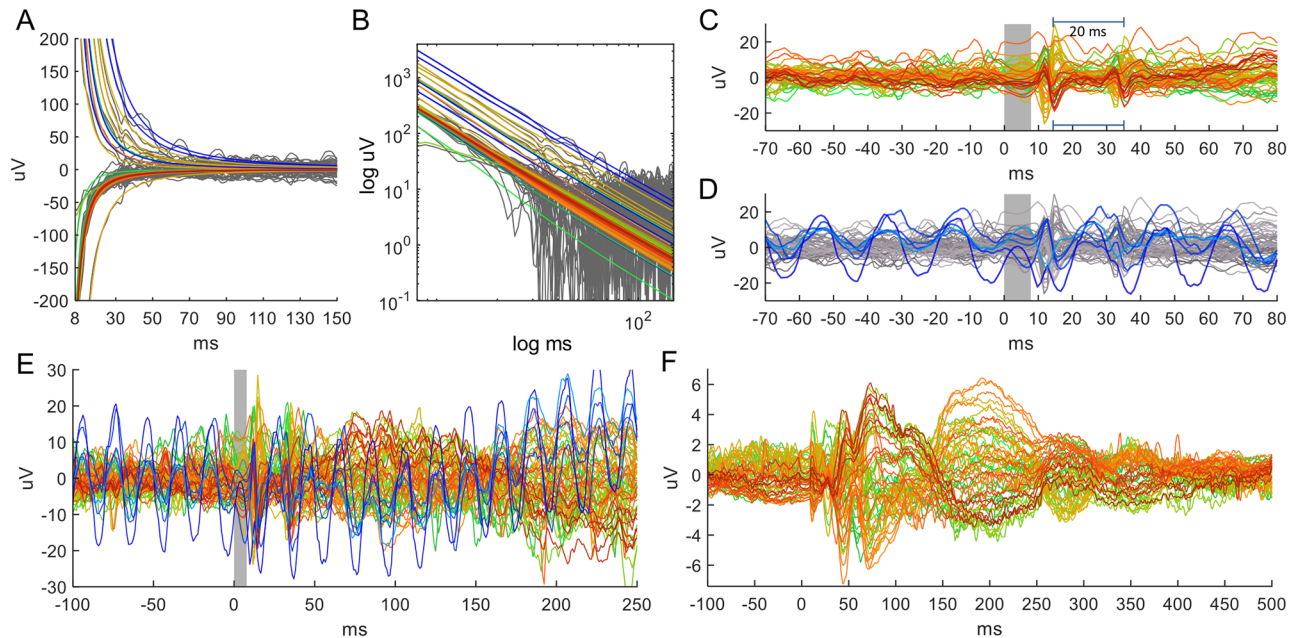 A
200
150
100
50
0
-50
-100
-150
-200
uV
8 30 50 70 90 110 130 150
ms
B
10^3
10^2
10^1
10^0
10^-1
log uV
10^2
log ms
C
20 ms
20
0
-20
uV
-70 -60 -50 -40 -30 -20 -10 0 10 20 30 40 50 60 70 80
ms
D
20
0
-20
uV
-70 -60 -50 -40 -30 -20 -10 0 10 20 30 40 50 60 70 80
ms
E
30
20
10
0
-10
-20
-30
uV
-100 -50 0 50 100 150 200 250
ms
F
6
4
2
0
-2
-4
-6
uV
-100 -50 0 50 100 150 200 250 300 350 400 450 500
ms